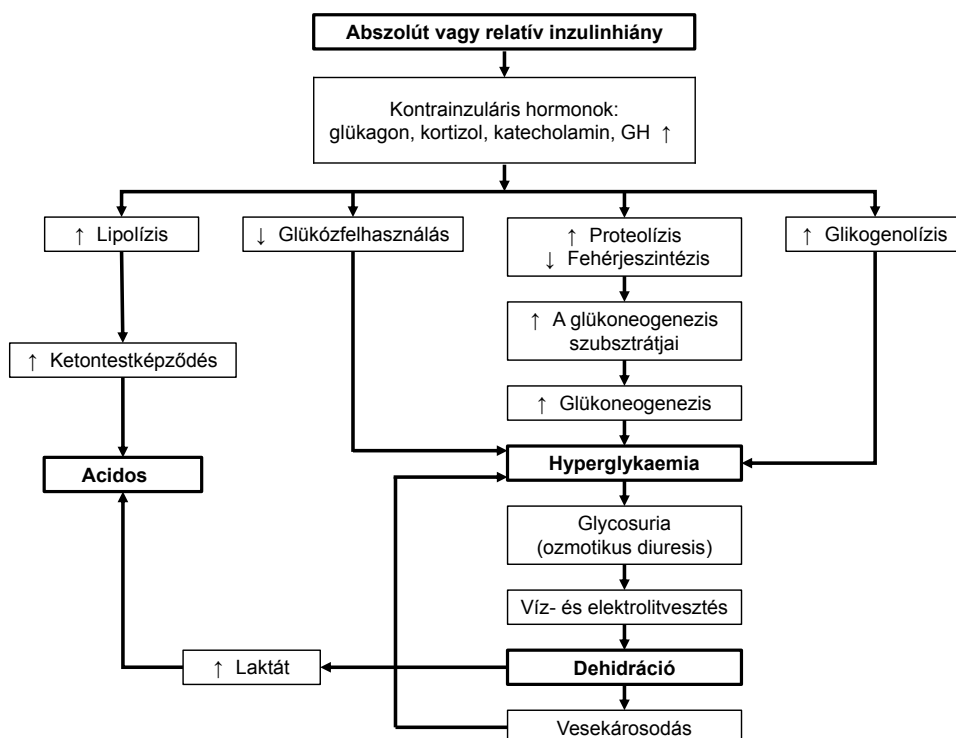 Abszolút vagy relatív inzulinhiány
Kontrainzuláris hormonok:
glükagon, kortizol, katecholamin, GH ↑
↑ Lipolízis
↓ Glükózfelhasználás
↑ Proteolízis
↓ Fehérjeszintézis
↑ Glikogenolízis
↑ A glükoneogenezis
szubsztrátjai
↑ Ketontestképződés
↑ Glükoneogenezis
Hyperglykaemia
Acidos
Glycosuria
(ozmotikus diuresis)
Víz- és elektrolitvesztés
↑ Laktát
Dehidráció
Vesekárosodás